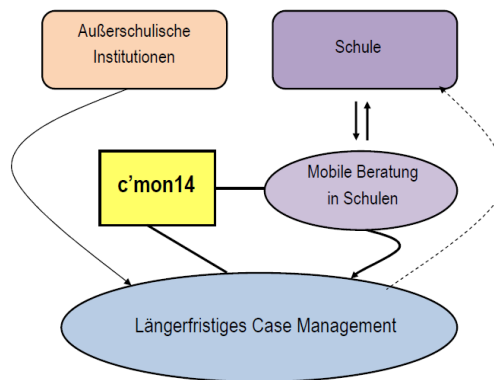 Außerschulische
Institutionen
Schule
c’mon14
Mobile Beratung
in Schulen
Längerfristiges Case Management